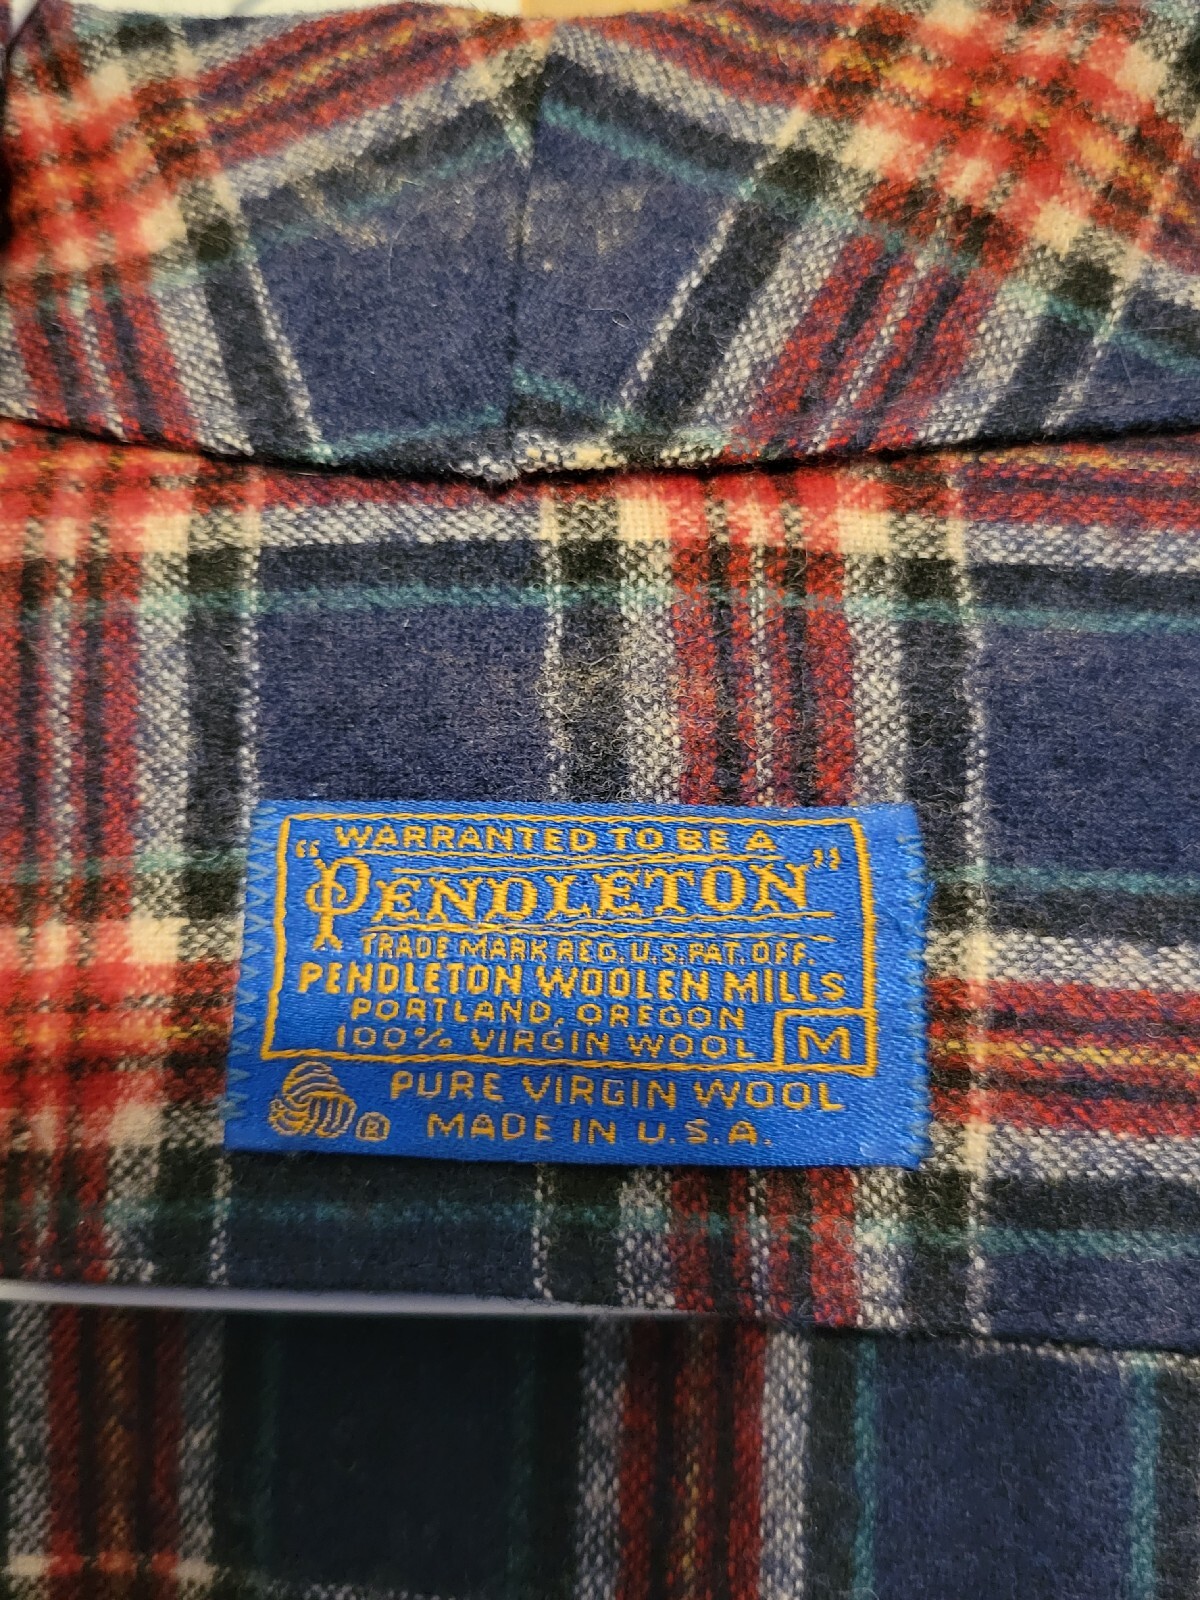 WARRANTED TO BE A
"PENDLETON"
TRADE MARK REG. U.S. PAT. OFF.
PENDLETON WOOLEN MILLS
PORTLAND, OREGON
100% VIRGIN WOOL M
PURE VIRGIN WOOL
® MADE IN U.S.A.